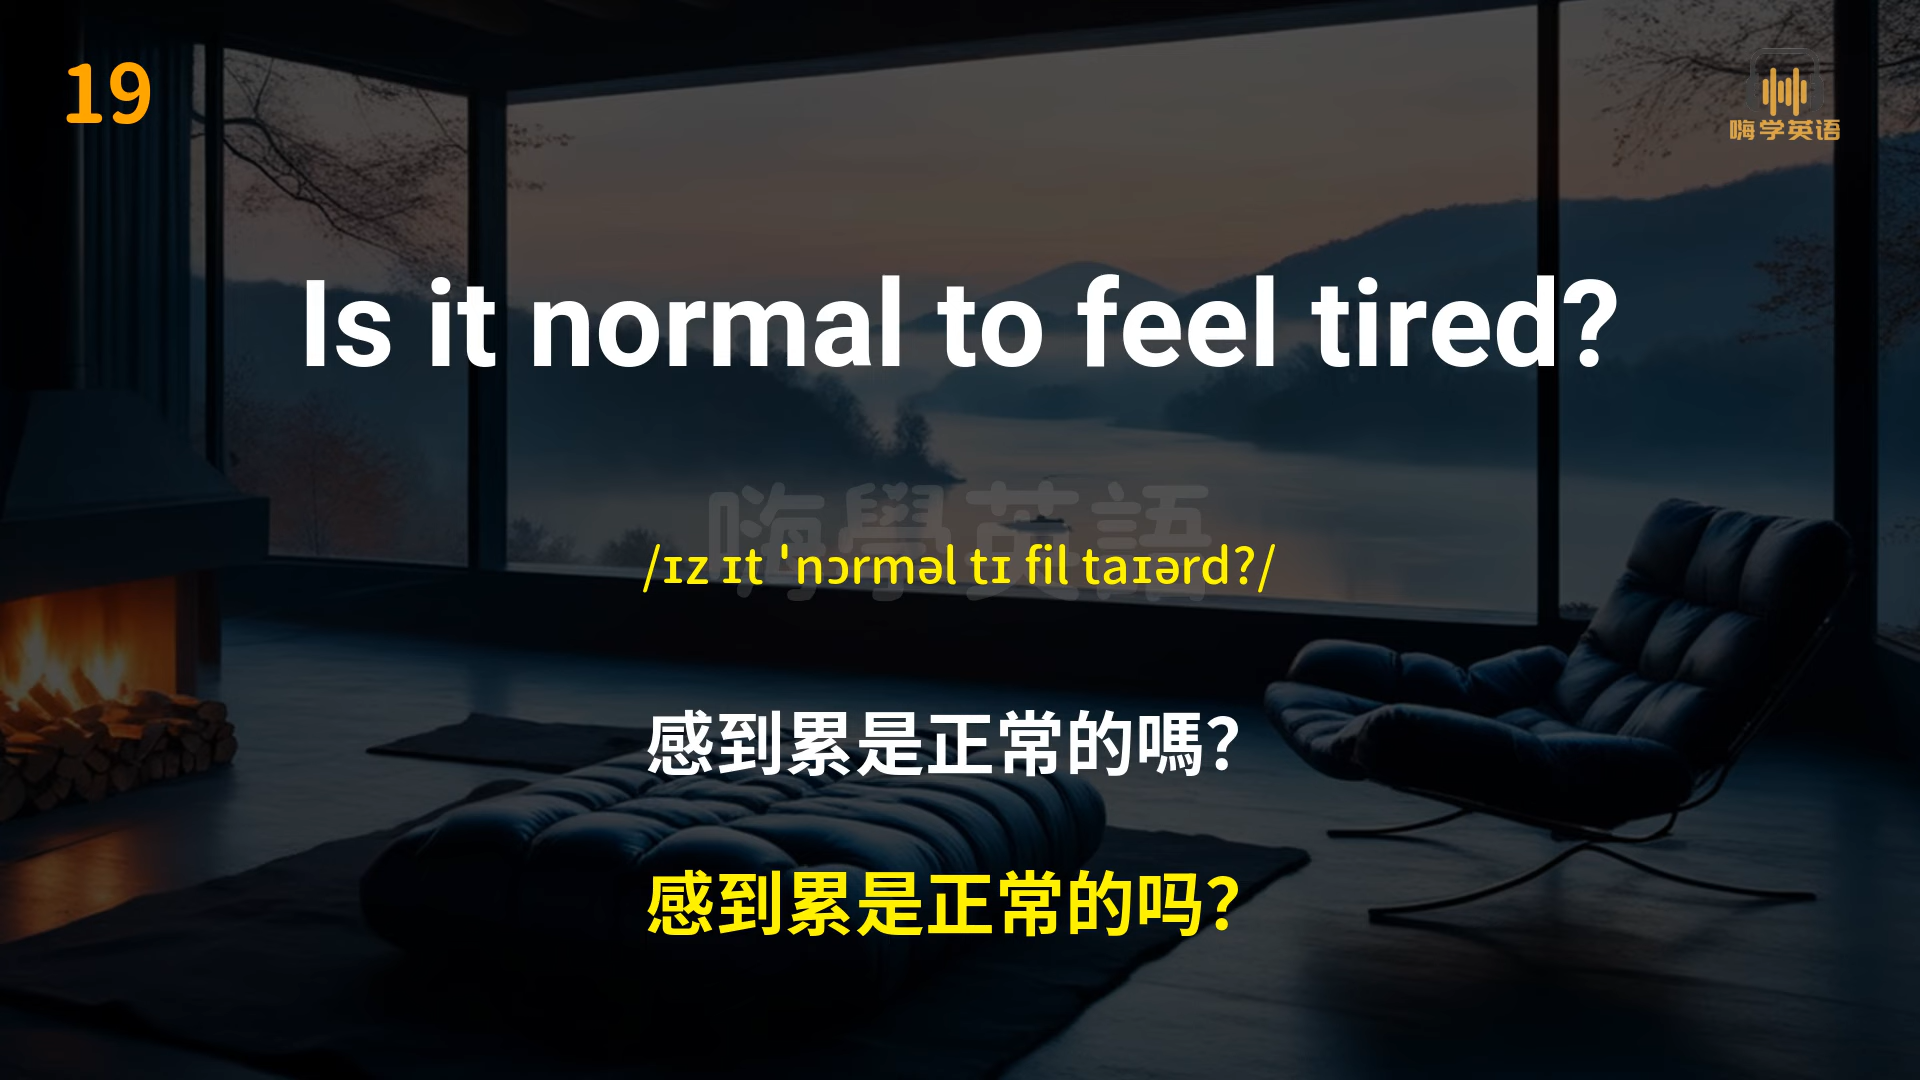 19
嗨学英语
Is it normal to feel tired?
嗨學英語
/ɪz ɪt ˈnɔrməl tɪ fil taɪərd?/
感到累是正常的嗎？
感到累是正常的吗？